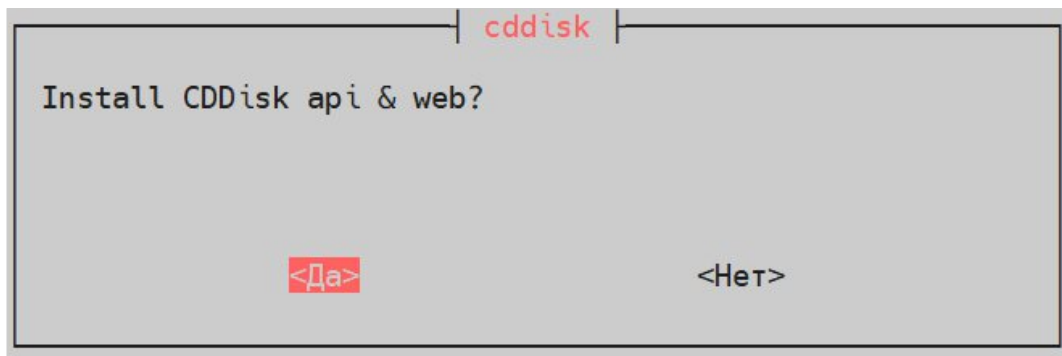 cddisk
Install CDDisk api & web?
<Да> <Нет>